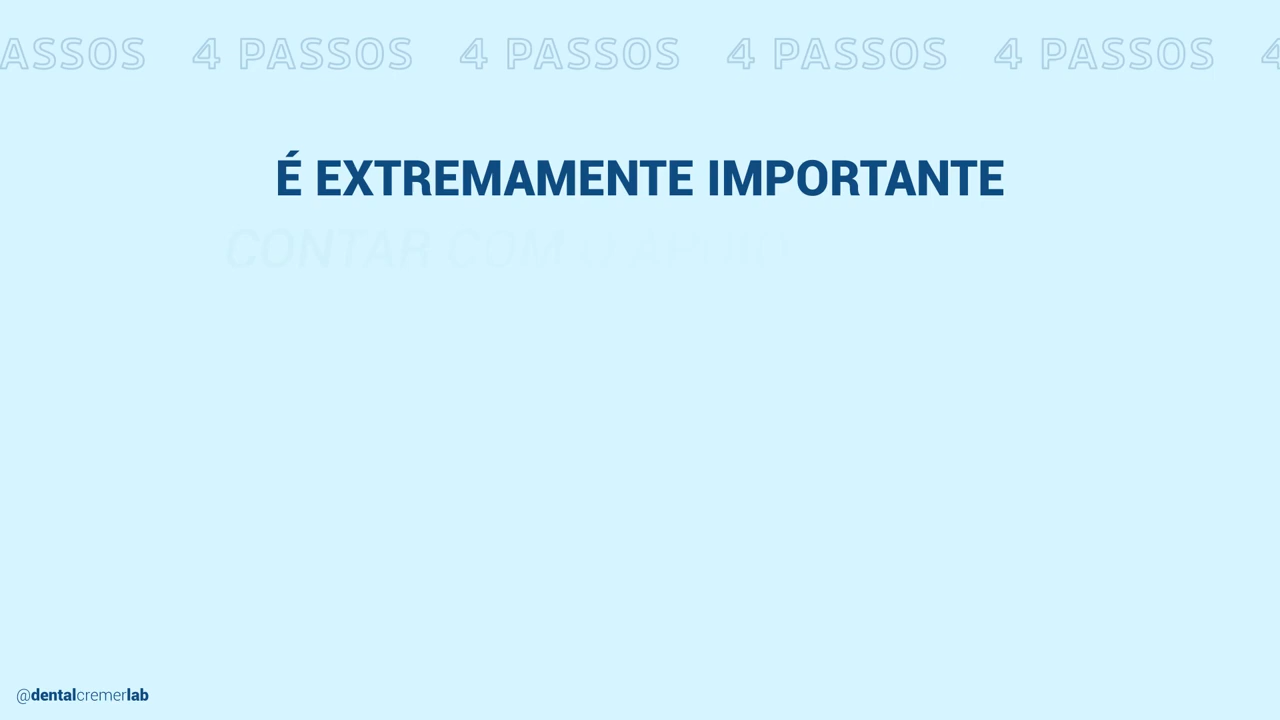 ASSOS 4 PASSOS 4 PASSOS 4 PASSOS 4 PASSOS 4
É EXTREMAMENTE IMPORTANTE
CONTAR COM O
@dentalcremerlab